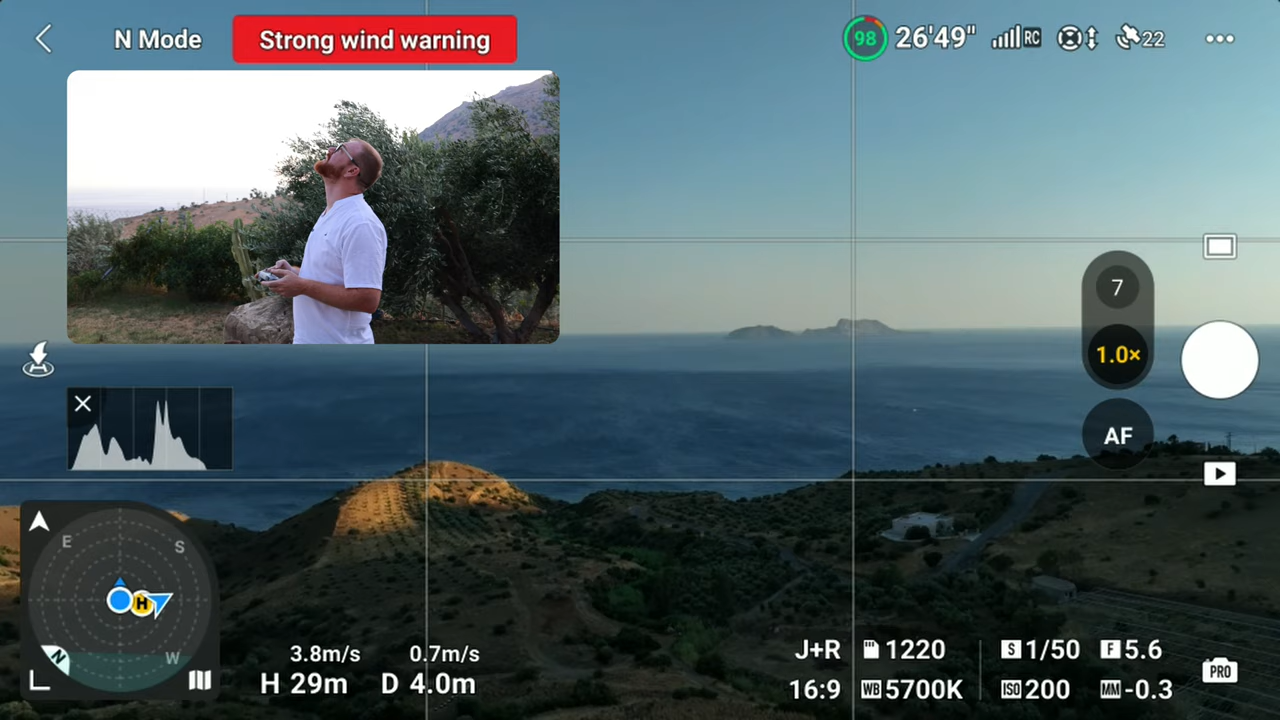 N Mode
Strong wind warning
98
26'49"
RC
22
7
1.0×
AF
E
S
H
N
W
3.8m/s
0.7m/s
H 29m
D 4.0m
J+R
1220
S 1/50
F 5.6
16:9
WB 5700K
ISO 200
MM -0.3
PRO